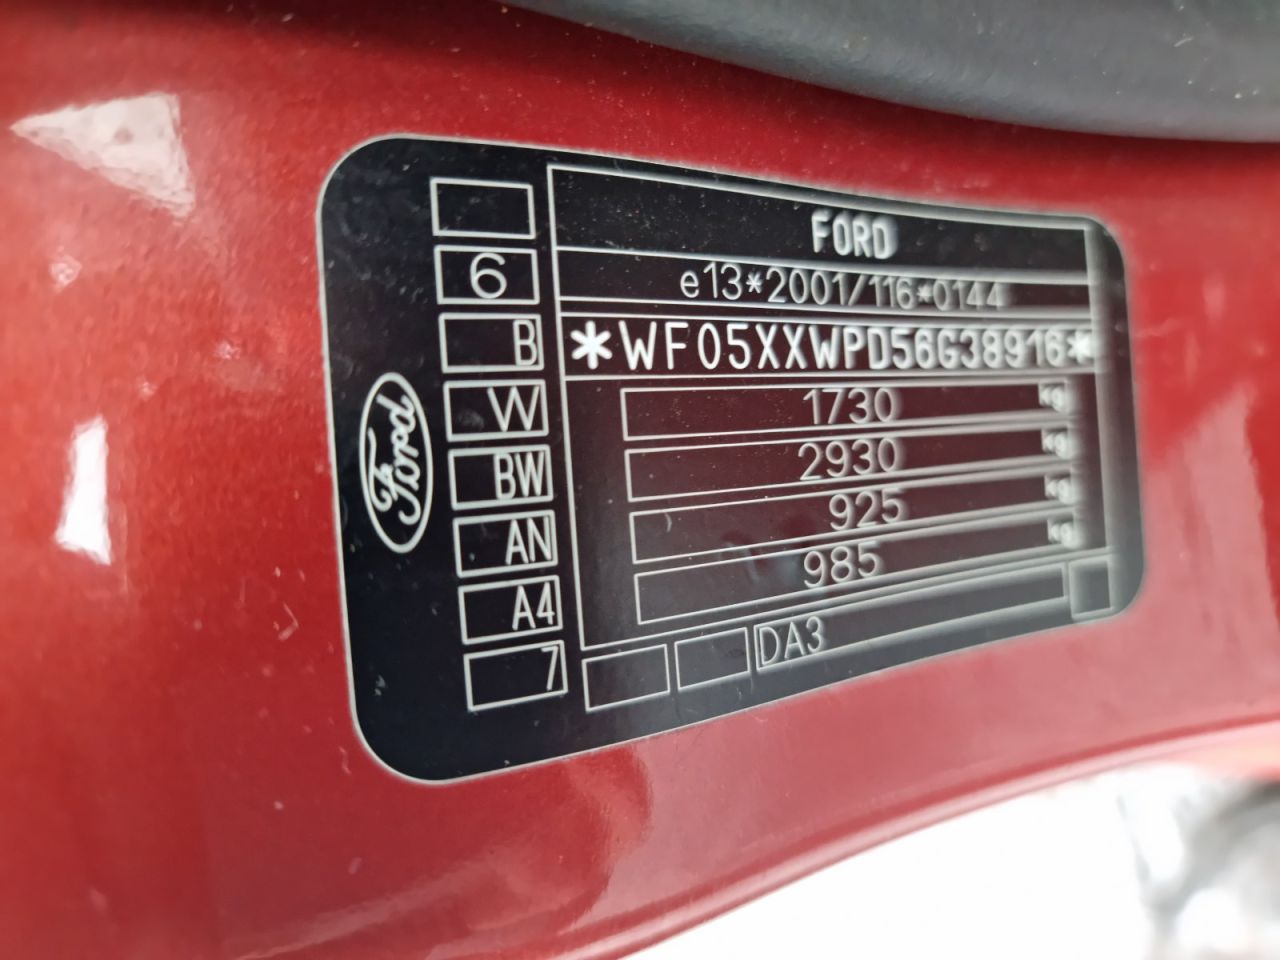 FORD
e13*2001/116*0144
*WF05XXWPD56G38916*
1730 kg
2930 kg
925 kg
985 kg
DA3
6
B
W
BW
AN
A4
7
Ford